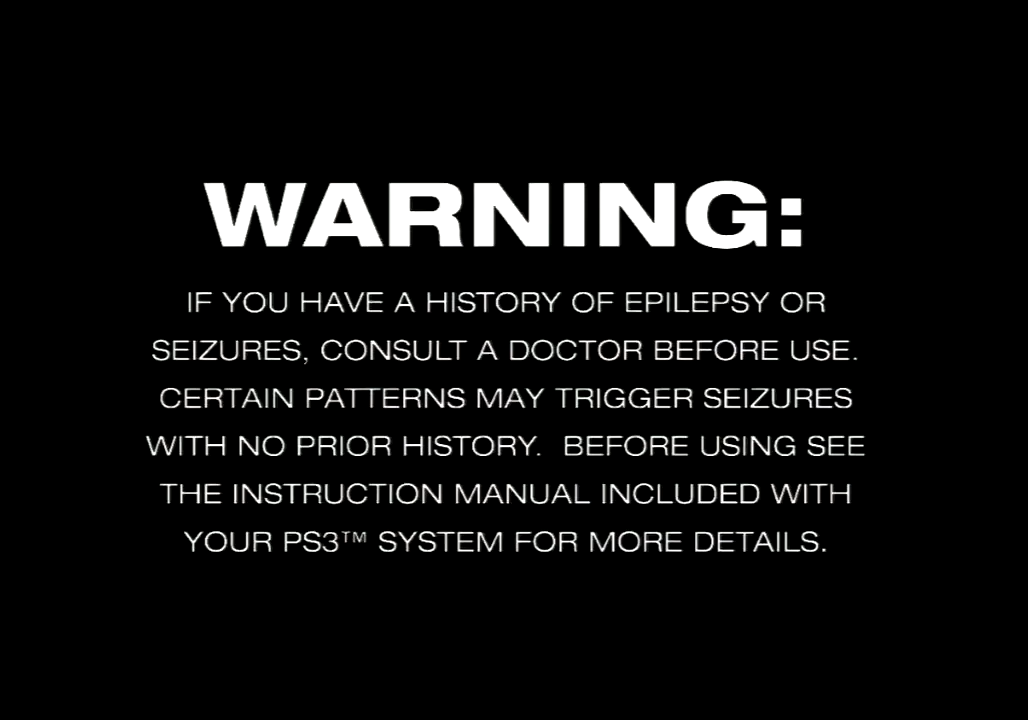 WARNING:
IF YOU HAVE A HISTORY OF EPILEPSY OR
SEIZURES, CONSULT A DOCTOR BEFORE USE.
CERTAIN PATTERNS MAY TRIGGER SEIZURES
WITH NO PRIOR HISTORY.  BEFORE USING SEE
THE INSTRUCTION MANUAL INCLUDED WITH
YOUR PS3™ SYSTEM FOR MORE DETAILS.